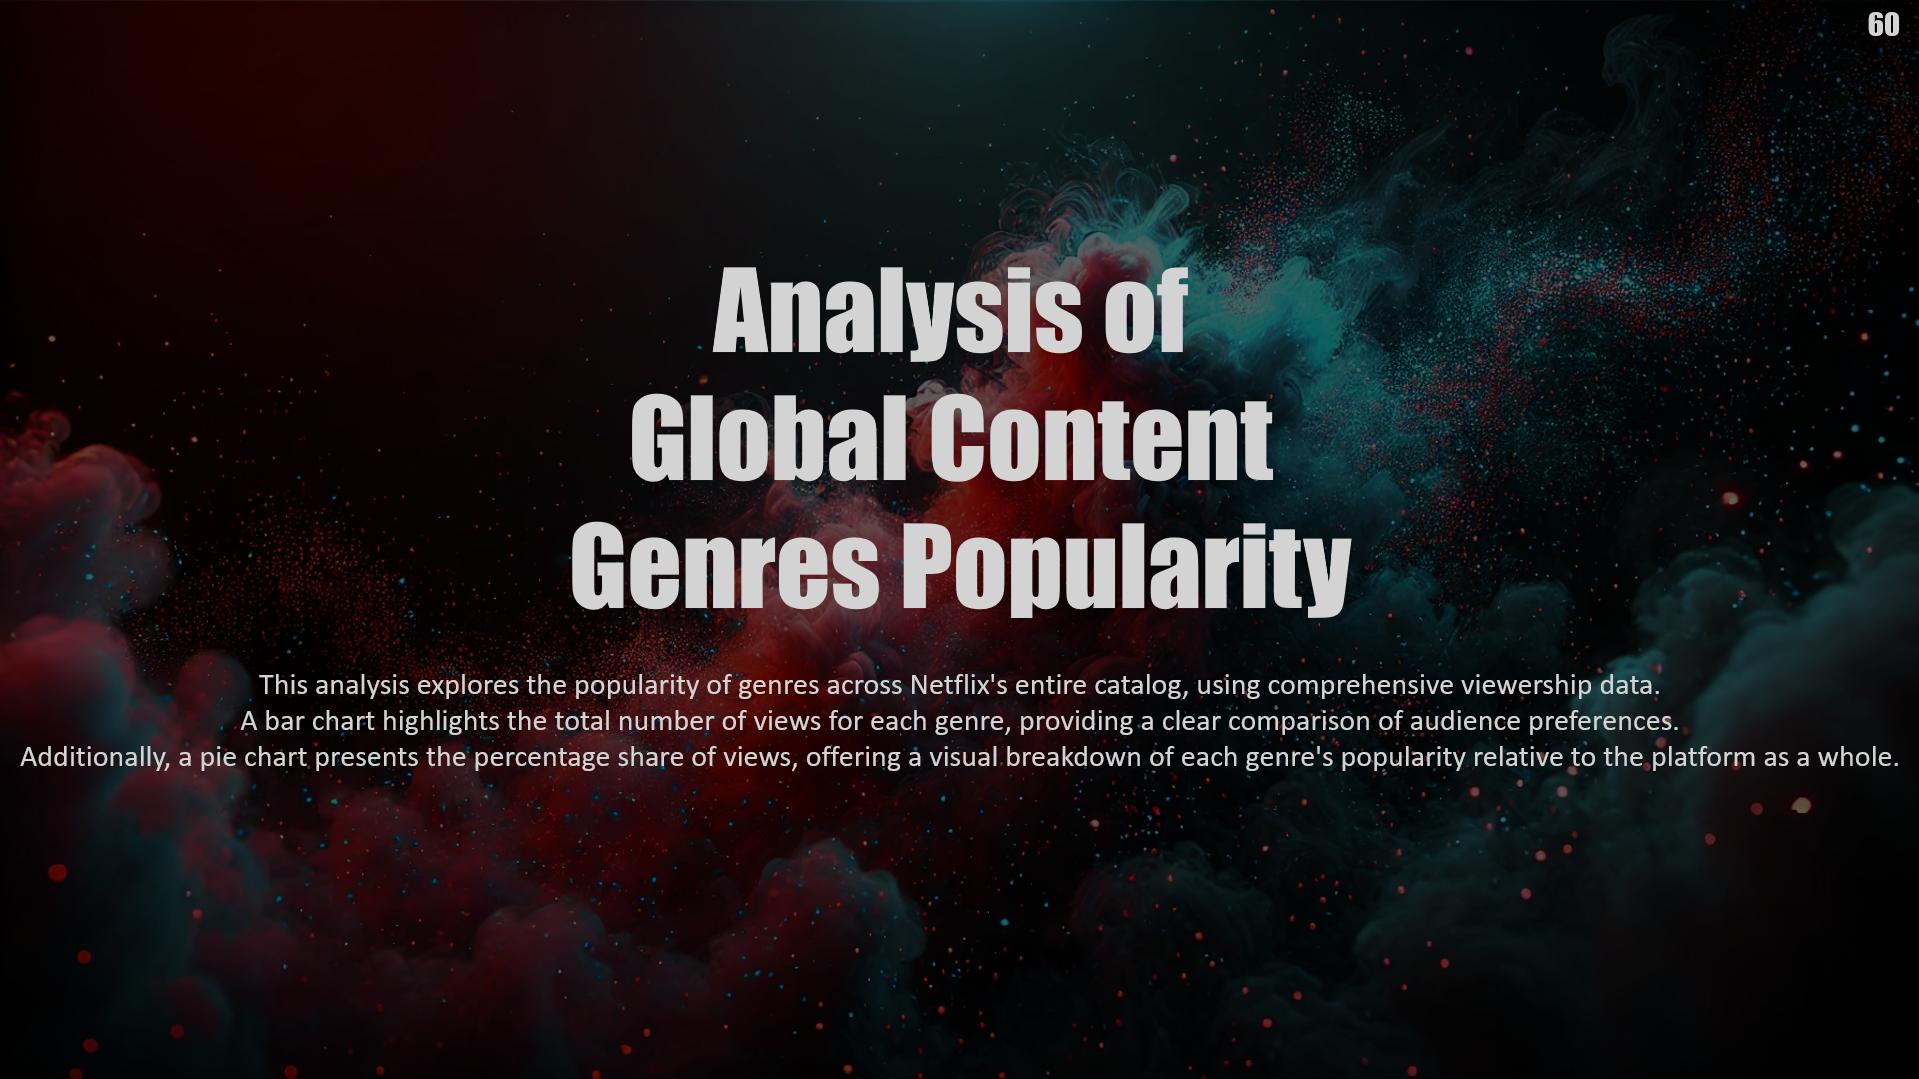 60
Analysis of
Global Content
Genres Popularity
This analysis explores the popularity of genres across Netflix's entire catalog, using comprehensive viewership data.
A bar chart highlights the total number of views for each genre, providing a clear comparison of audience preferences.
Additionally, a pie chart presents the percentage share of views, offering a visual breakdown of each genre's popularity relative to the platform as a whole.